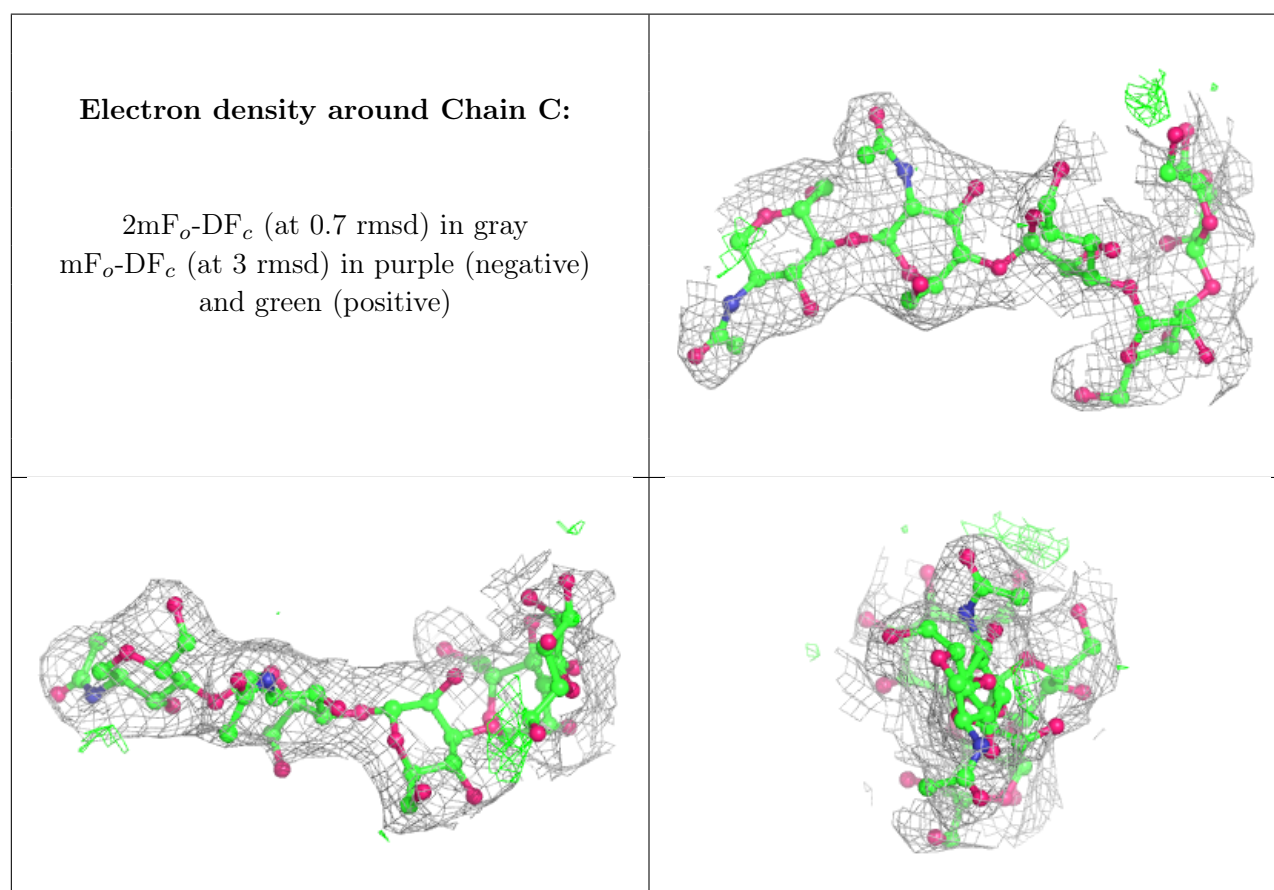 Electron density around Chain C:
2mFo-DFc (at 0.7 rmsd) in gray
mFo-DFc (at 3 rmsd) in purple (negative)
and green (positive)